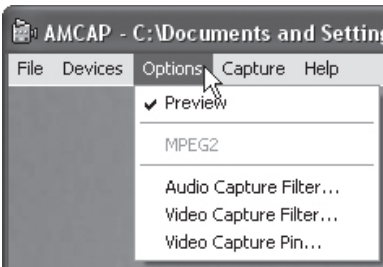 AMCAP - C:\Documents and Setting
File Devices Options Capture Help
Preview
MPEG2
Audio Capture Filter...
Video Capture Filter...
Video Capture Pin...